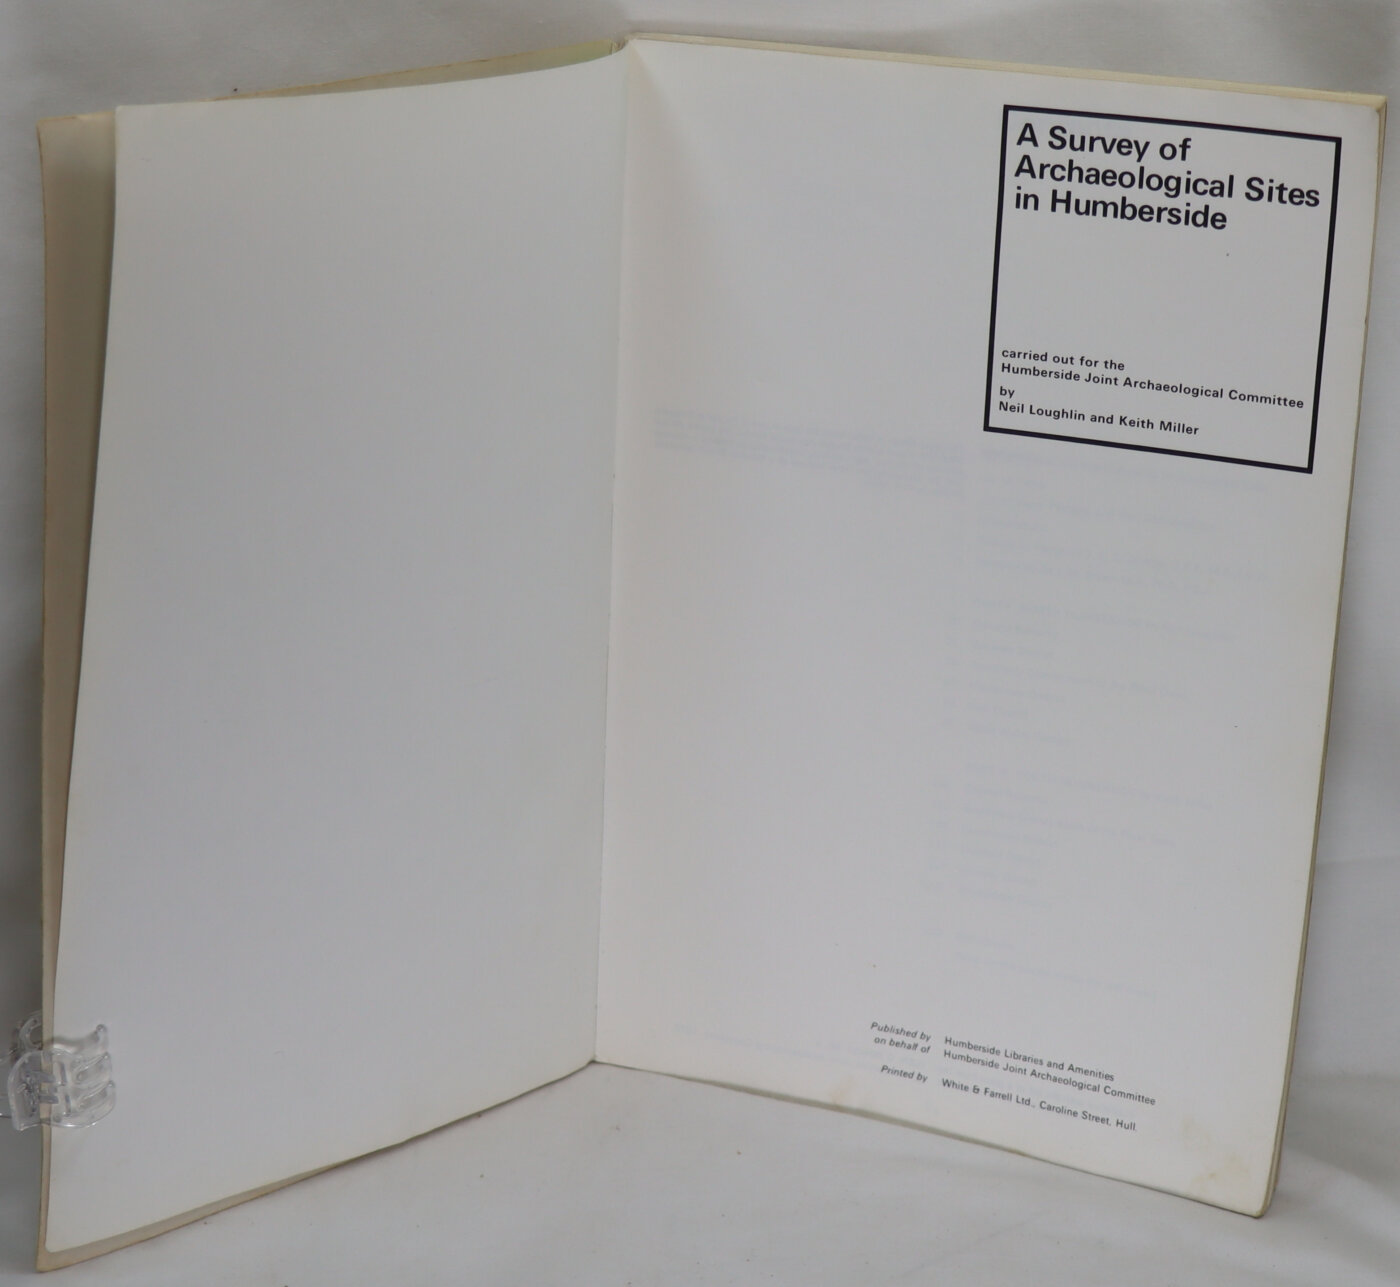 A Survey of
Archaeological Sites
in Humberside
carried out for the
Humberside Joint Archaeological Committee
by
Neil Loughlin and Keith Miller
Published by Humberside Libraries and Amenities
on behalf of Humberside Joint Archaeological Committee
Printed by White & Farrell Ltd., Caroline Street, Hull.